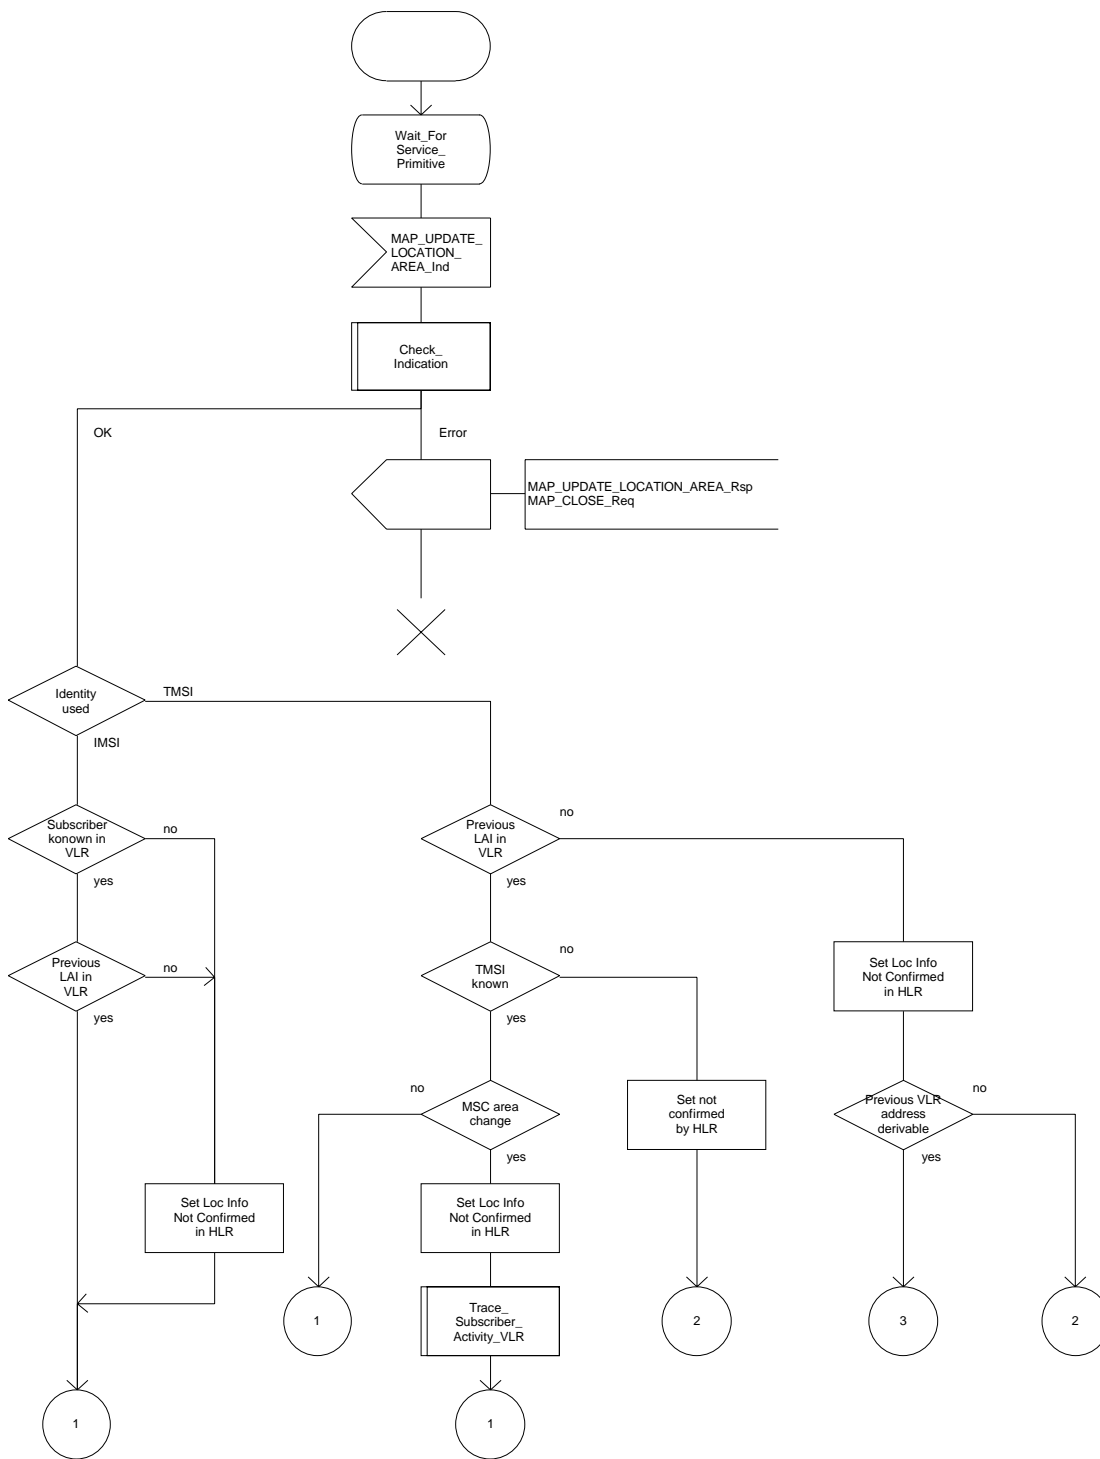 Wait_For
Service_
Primitive
MAP_UPDATE_
LOCATION_
AREA_Ind
Check_
Indication
OK
Error
MAP_UPDATE_LOCATION_AREA_Rsp
MAP_CLOSE_Req
Identity
used
TMSI
IMSI
Subscriber
konown in
VLR
no
yes
Previous
LAI in
VLR
no
yes
Previous
LAI in
VLR
no
yes
TMSI
known
no
yes
Set Loc Info
Not Confirmed
in HLR
MSC area
change
no
yes
Set not
confirmed
by HLR
Previous VLR
address
derivable
no
yes
Set Loc Info
Not Confirmed
in HLR
Set Loc Info
Not Confirmed
in HLR
1
Trace_
Subscriber_
Activity_VLR
2
3
2
1
1